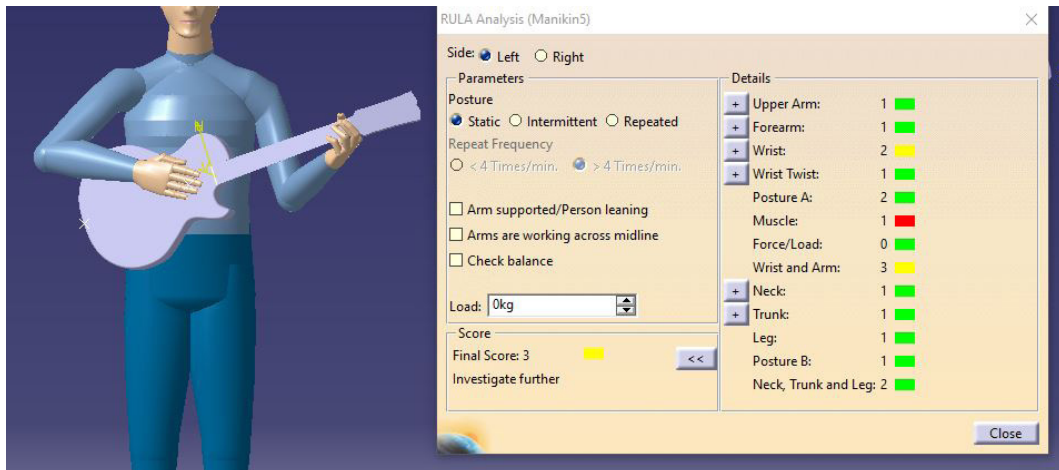 RULA Analysis (Manikin5)
Side: Left Right
Parameters
Posture
Static Intermittent Repeated
Repeat Frequency
< 4 Times/min. > 4 Times/min.
Arm supported/Person leaning
Arms are working across midline
Check balance
Load: 0kg
Score
Final Score: 3
<<
Investigate further
Details
+ Upper Arm: 1
+ Forearm: 1
+ Wrist: 2
+ Wrist Twist: 1
Posture A: 2
Muscle: 1
Force/Load: 0
Wrist and Arm: 3
+ Neck: 1
+ Trunk: 1
Leg: 1
Posture B: 1
Neck, Trunk and Leg: 2
Close